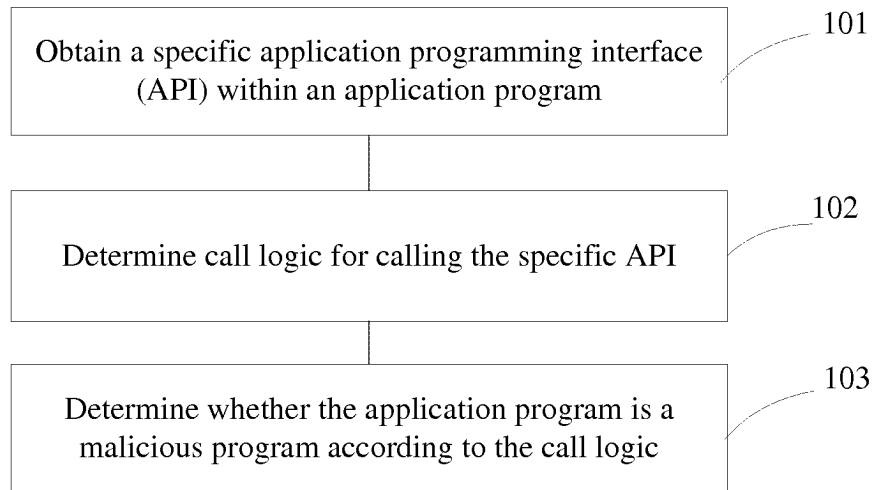 101
Obtain a specific application programming interface
(API) within an application program
102
Determine call logic for calling the specific API
103
Determine whether the application program is a
malicious program according to the call logic